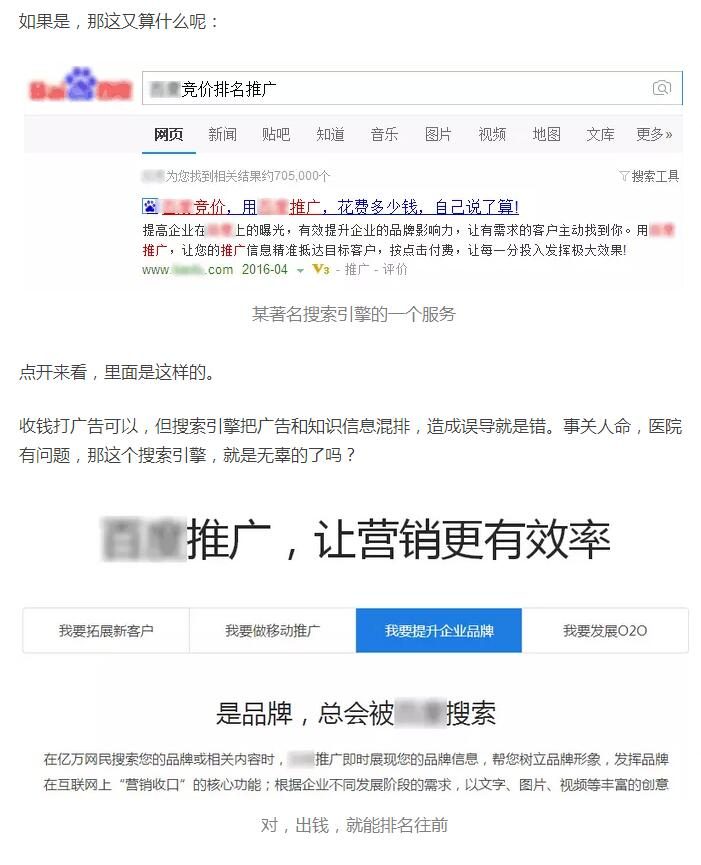 如果是，那这又算什么呢：
竞价排名推广
网页 新闻 贴吧 知道 音乐 图片 视频 地图 文库 更多»
为您找到相关结果约705,000个 搜索工具
竞价，用 推广，花费多少钱，自己说了算!
提高企业在 上的曝光，有效提升企业的品牌影响力，让有需求的客户主动找到你。用
推广，让您的推广信息精准抵达目标客户，按点击付费，让每一分投入发挥极大效果!
www. .com 2016-04 V3 - 推广 - 评价
某著名搜索引擎的一个服务
点开来看，里面是这样的。
收钱打广告可以，但搜索引擎把广告和知识信息混排，造成误导就是错。事关人命，医院
有问题，那这个搜索引擎，就是无辜的了吗？
推广，让营销更有效率
我要拓展新客户 我要做移动推广 我要提升企业品牌 我要发展O2O
是品牌，总会被 搜索
在亿万网民搜索您的品牌或相关内容时， 推广即时展现您的品牌信息，帮您树立品牌形象，发挥品牌
在互联网上“营销收口”的核心功能；根据企业不同发展阶段的需求，以文字、图片、视频等丰富的创意
对，出钱，就能排名往前